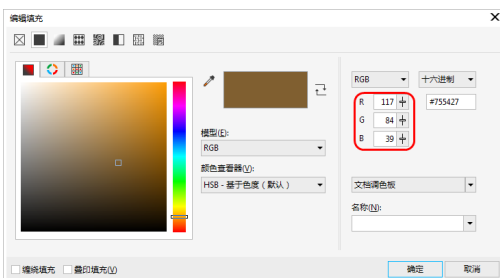 编辑填充
RGB
十六进制
R 117
#755427
G 84
B 39
模型(E):
RGB
颜色查看器(V):
HSB - 基于色度（默认）
文档调色板
名称(N):
缠绕填充
叠印填充(V)
确定
取消